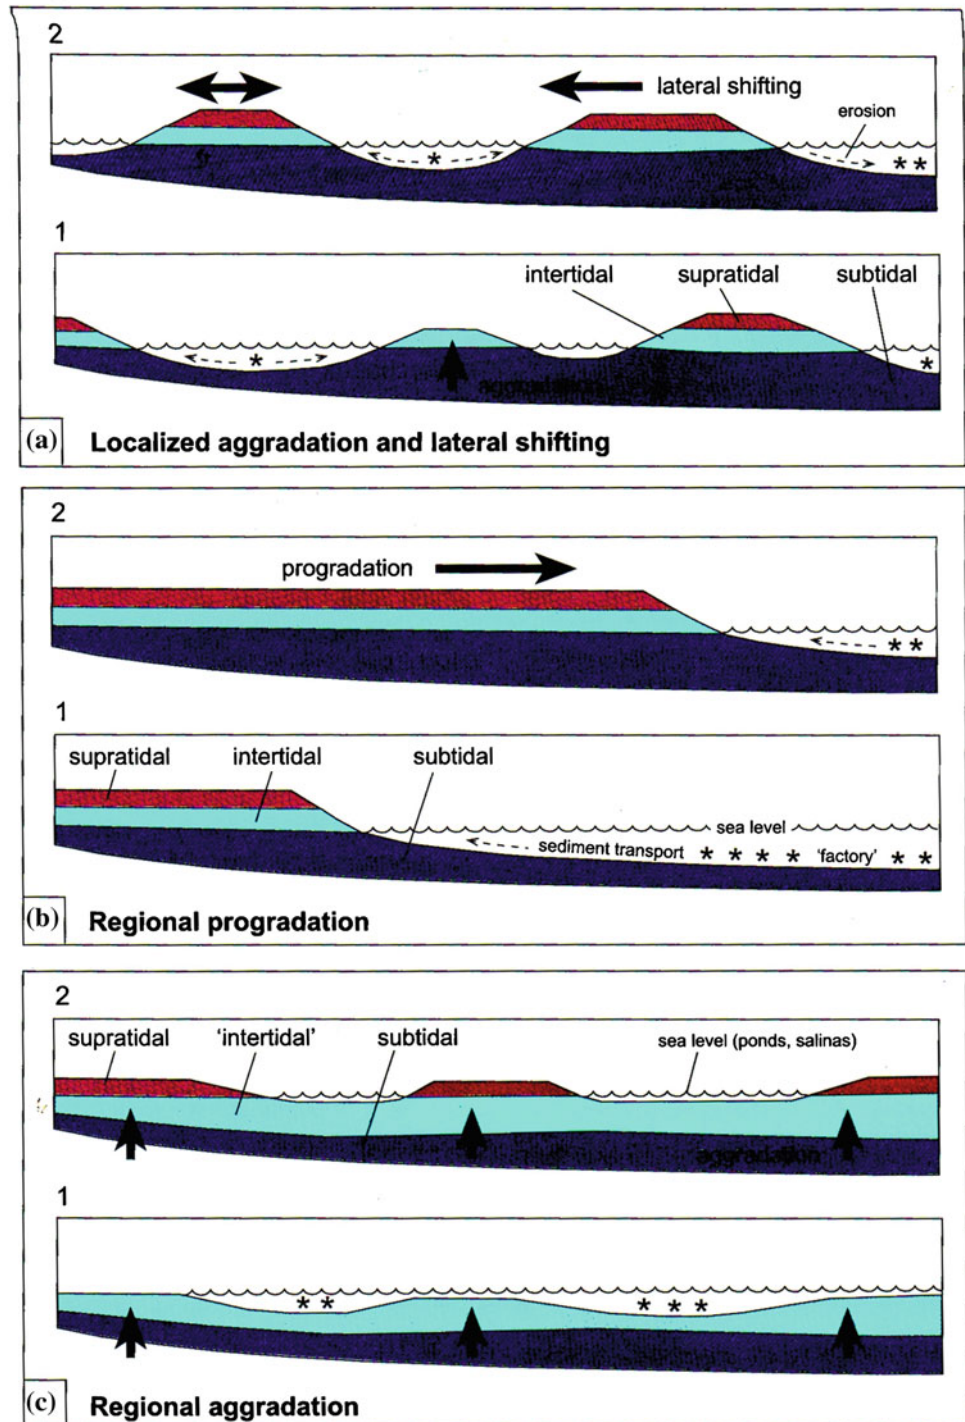 2
lateral shifting
erosion
*
* *
1
intertidal supratidal subtidal
*
*
aggradation
(a) Localized aggradation and lateral shifting
2
progradation
* *
1
supratidal intertidal subtidal
sea level
sediment transport * * * * 'factory' * *
(b) Regional progradation
2
supratidal 'intertidal' subtidal sea level (ponds, salinas)
aggradation
1
* * * * *
(c) Regional aggradation